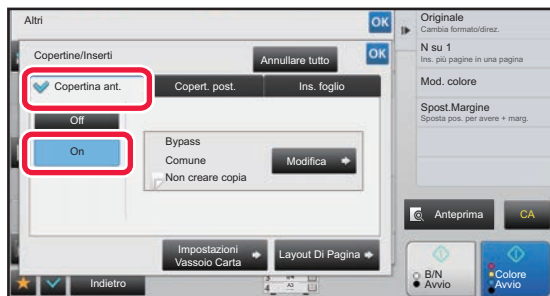 Altri
OK
Copertine/Inserti
Annullare tutto
OK
Copertina ant.
Copert. post.
Ins. foglio
Off
On
Bypass
Comune
Non creare copia
Modifica
Impostazioni
Vassoio Carta
Layout Di Pagina
Indietro
Originale
Cambia formato/direz.
N su 1
Ins. più pagine in una pagina
Mod. colore
Spost.Margine
Sposta pos. per avere + marg.
Anteprima
CA
B/N
Avvio
Colore
Avvio